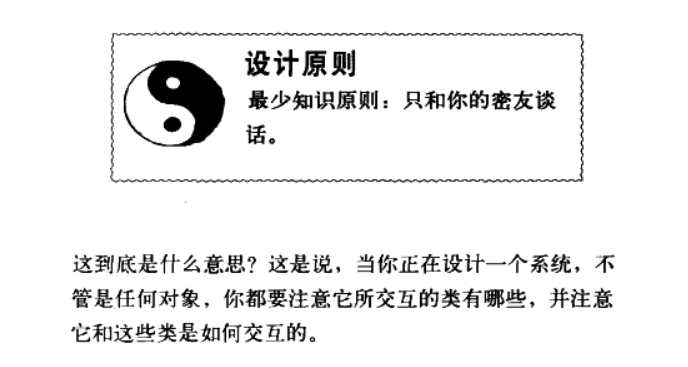 设计原则
最少知识原则：只和你的密友谈
话。
这到底是什么意思？这是说，当你正在设计一个系统，不
管是任何对象，你都要注意它所交互的类有哪些，并注意
它和这些类是如何交互的。